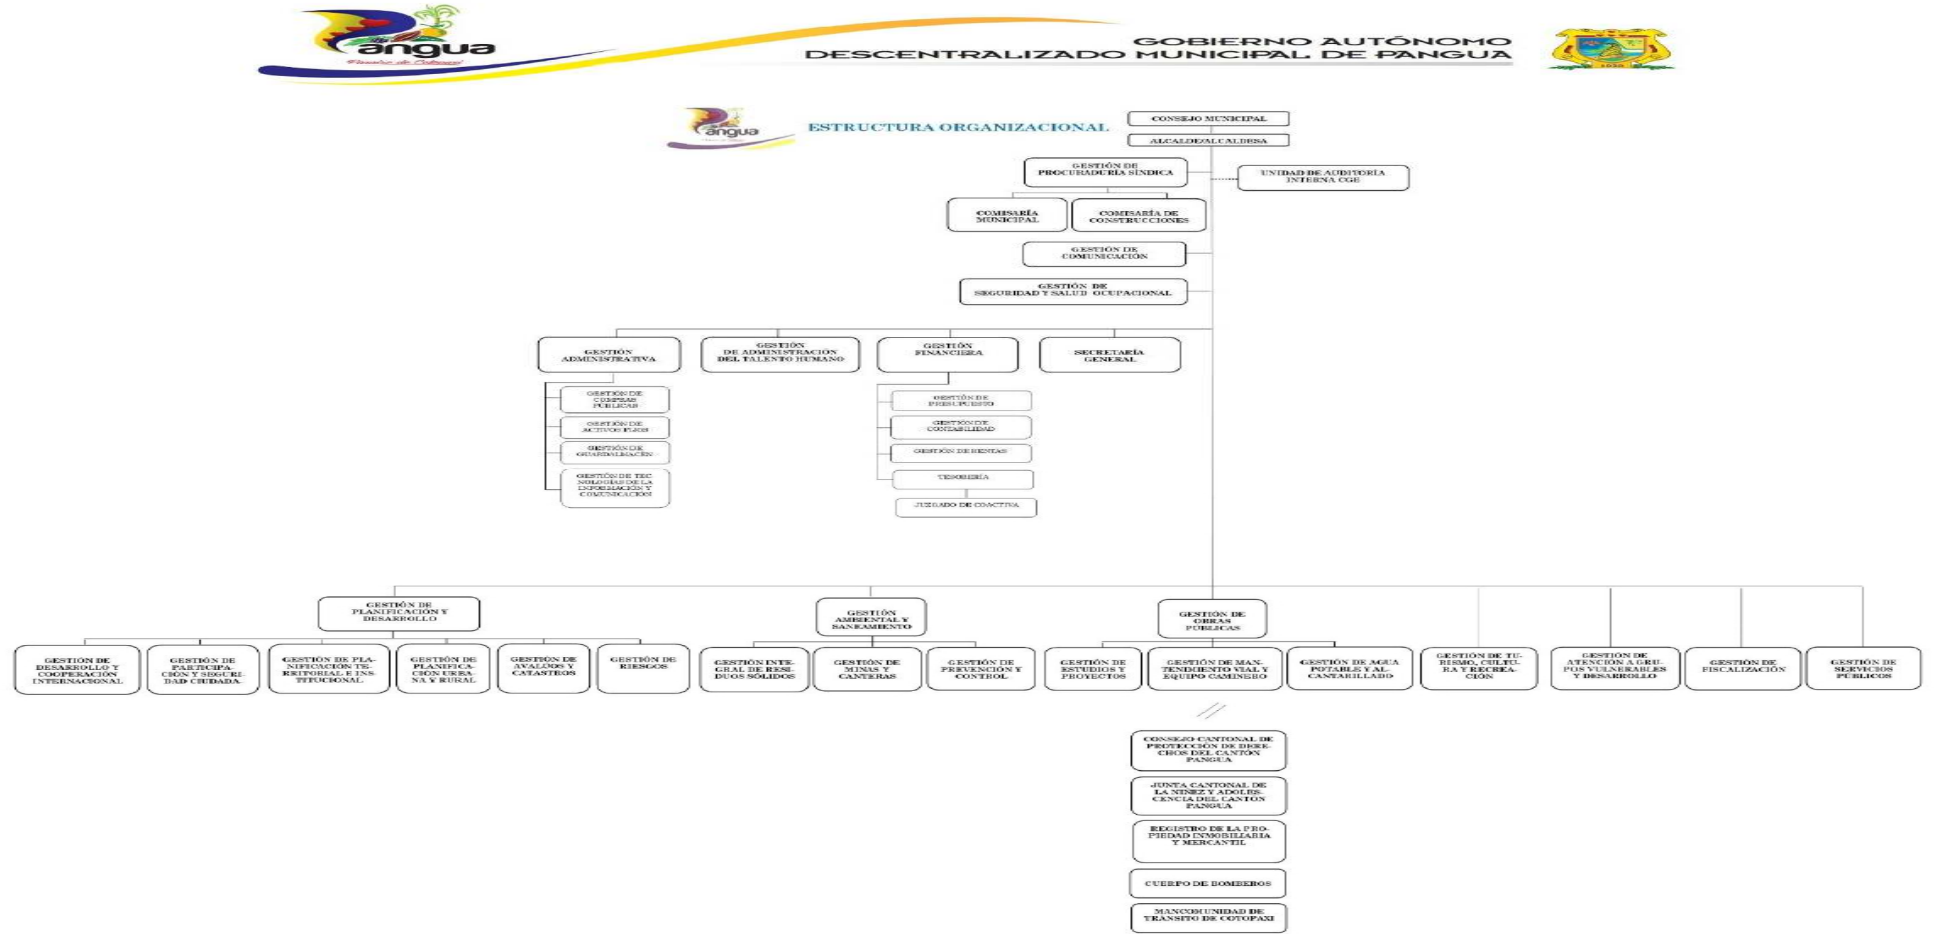 angua
Paraíso de Cotopaxi
GOBIERNO AUTÓNOMO
DESCENTRALIZADO MUNICIPAL DE PANGUA
1938
angua
ESTRUCTURA ORGANIZACIONAL
CONSEJO MUNICIPAL
ALCALDE/ALCALDESA
GESTIÓN DE
PROCURADURÍA SÍNDICA
UNIDAD DE AUDITORÍA
INTERNA CGE
COMISARÍA
MUNICIPAL
COMISARÍA DE
CONSTRUCCIONES
GESTIÓN DE
COMUNICACIÓN
GESTIÓN DE
SEGURIDAD Y SALUD OCUPACIONAL
GESTIÓN
ADMINISTRATIVA
GESTIÓN
DE ADMINISTRACIÓN
DEL TALENTO HUMANO
GESTIÓN
FINANCIERA
SECRETARÍA
GENERAL
GESTIÓN DE
COMPRAS
PÚBLICAS
GESTIÓN DE
ACTIVOS FIJOS
GESTIÓN DE
GUARDALMACÉN
GESTIÓN DE TEC
NOLOGÍAS DE LA
INFORMACIÓN Y
COMUNICACIÓN
GESTIÓN DE
PRESUPUESTO
GESTIÓN DE
CONTABILIDAD
GESTIÓN DE RENTAS
TESORERÍA
JUZGADO DE COACTIVA
GESTIÓN DE
PLANIFICACIÓN Y
DESARROLLO
GESTIÓN
AMBIENTAL Y
SANEAMIENTO
GESTIÓN DE
OBRAS
PÚBLICAS
GESTIÓN DE
DESARROLLO Y
COOPERACIÓN
INTERNACIONAL
GESTIÓN DE
PARTICIPA-
CIÓN Y SEGURI-
DAD CIUDADA-
GESTIÓN DE PLA-
NIFICACIÓN TE-
RRITORIAL E INS-
TITUCIONAL
GESTIÓN DE
PLANIFICA-
CIÓN URBA-
NA Y RURAL
GESTIÓN DE
AVALÚOS Y
CATASTROS
GESTIÓN DE
RIESGOS
GESTIÓN INTE-
GRAL DE RESI-
DUOS SÓLIDOS
GESTIÓN DE
MINAS Y
CANTERAS
GESTIÓN DE
PREVENCIÓN Y
CONTROL
GESTIÓN DE
ESTUDIOS Y
PROYECTOS
GESTIÓN DE MAN-
TENDIMIENTO VIAL Y
EQUIPO CAMINERO
GESTIÓN DE AGUA
POTABLE Y AL-
CANTARILLADO
GESTIÓN DE TU-
RISMO, CULTU-
RA Y RECREA-
CIÓN
GESTIÓN DE
ATENCIÓN A GRU-
POS VULNERABLES
Y DESARROLLO
GESTIÓN DE
FISCALIZACIÓN
GESTIÓN DE
SERVICIOS
PÚBLICOS
CONSEJO CANTONAL DE
PROTECCIÓN DE DERE-
CHOS DEL CANTÓN
PANGUA
JUNTA CANTONAL DE
LA NIÑEZ Y ADOLES-
CENCIA DEL CANTÓN
PANGUA
REGISTRO DE LA PRO-
PIEDAD INMOBILIARIA
Y MERCANTIL
CUERPO DE BOMBEROS
MANCOMUNIDAD DE
TRÁNSITO DE COTOPAXI